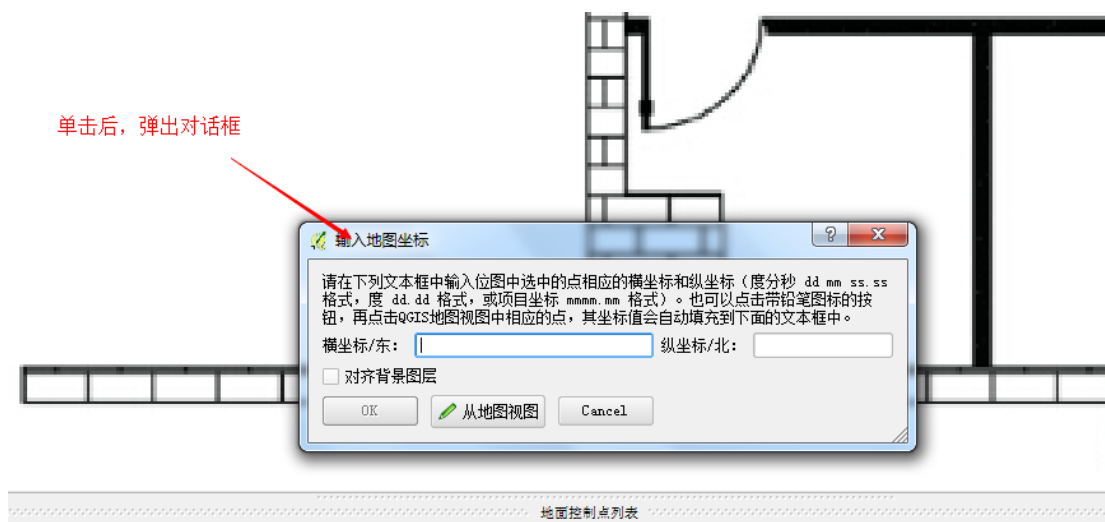 单击后，弹出对话框
输入地图坐标
请在下列文本框中输入位图中选中的点相应的横坐标和纵坐标（度分秒 dd mm ss.ss
格式，度 dd.dd 格式，或项目坐标 mmmm.mm 格式）。也可以点击带铅笔图标的按
钮，再点击QGIS地图视图中相应的点，其坐标值会自动填充到下面的文本框中。
横坐标/东： 纵坐标/北：
对齐背景图层
OK 从地图视图 Cancel
地面控制点列表